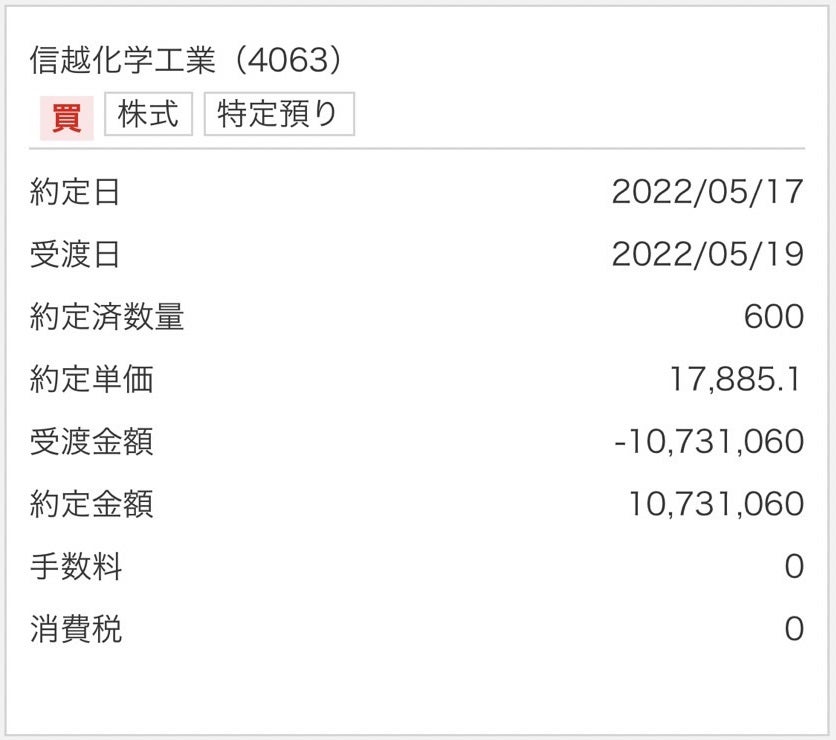 信越化学工業（4063）
買 株式 特定預り
約定日 2022/05/17
受渡日 2022/05/19
約定済数量 600
約定単価 17,885.1
受渡金額 -10,731,060
約定金額 10,731,060
手数料 0
消費税 0